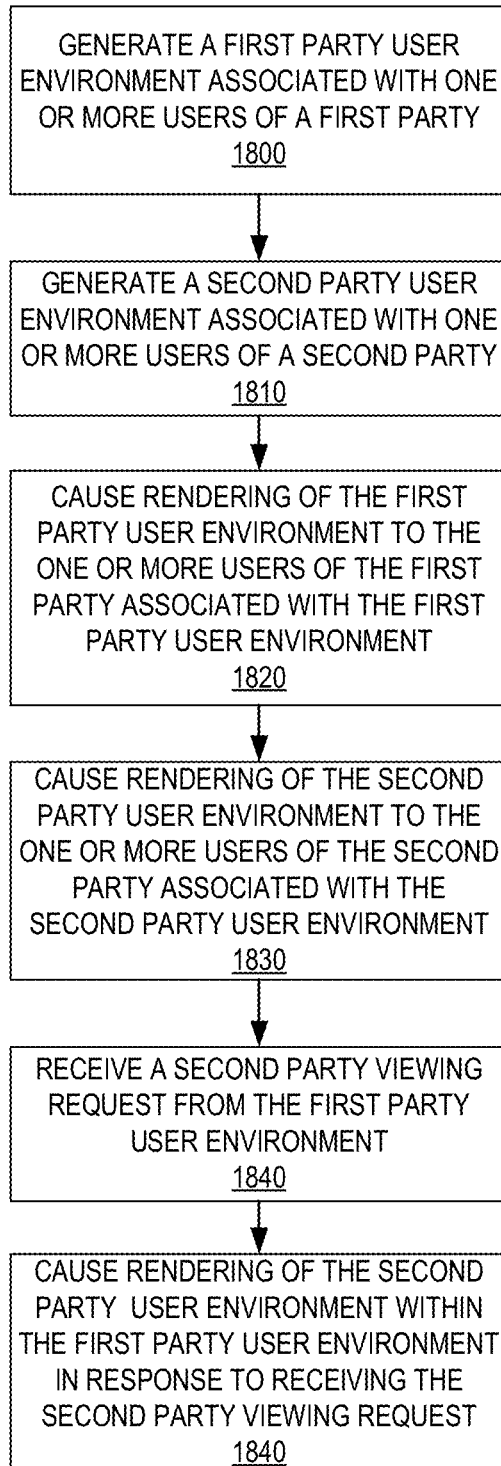 GENERATE A FIRST PARTY USER
ENVIRONMENT ASSOCIATED WITH ONE
OR MORE USERS OF A FIRST PARTY
1800
GENERATE A SECOND PARTY USER
ENVIRONMENT ASSOCIATED WITH ONE
OR MORE USERS OF A SECOND PARTY
1810
CAUSE RENDERING OF THE FIRST
PARTY USER ENVIRONMENT TO THE
ONE OR MORE USERS OF THE FIRST
PARTY ASSOCIATED WITH THE FIRST
PARTY USER ENVIRONMENT
1820
CAUSE RENDERING OF THE SECOND
PARTY USER ENVIRONMENT TO THE
ONE OR MORE USERS OF THE SECOND
PARTY ASSOCIATED WITH THE
SECOND PARTY USER ENVIRONMENT
1830
RECEIVE A SECOND PARTY VIEWING
REQUEST FROM THE FIRST PARTY
USER ENVIRONMENT
1840
CAUSE RENDERING OF THE SECOND
PARTY USER ENVIRONMENT WITHIN
THE FIRST PARTY USER ENVIRONMENT
IN RESPONSE TO RECEIVING THE
SECOND PARTY VIEWING REQUEST
1840